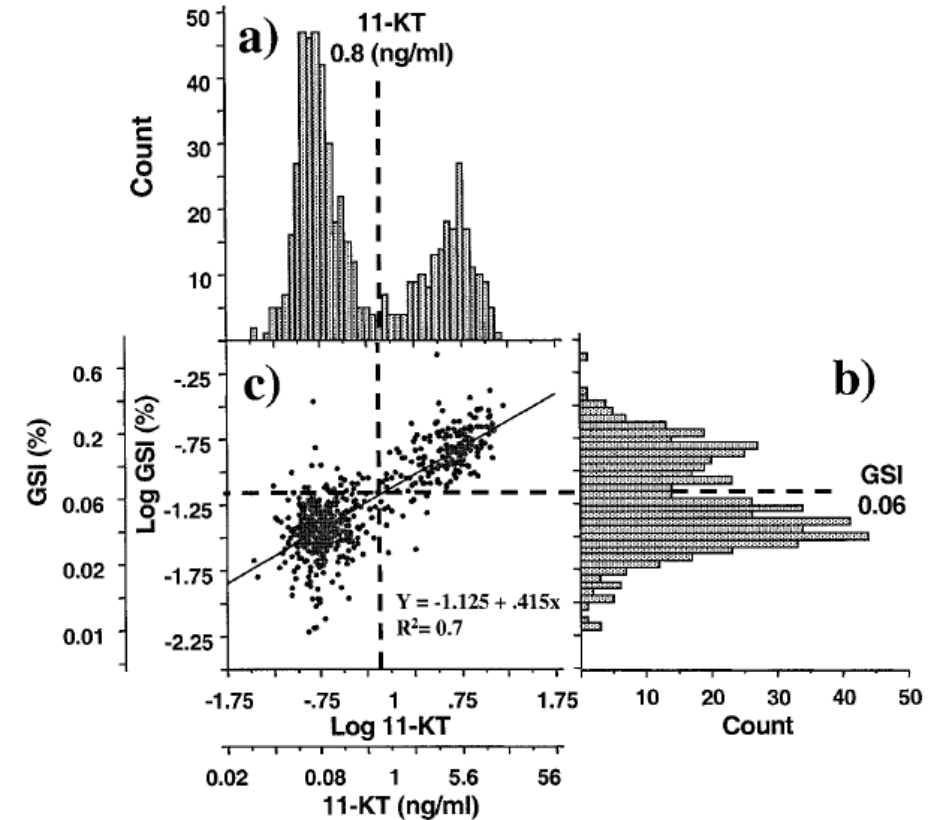 a)
11-KT
0.8 (ng/ml)
Count
50
40
30
20
10
b)
GSI
0.06
10 20 30 40 50
Count
c)
GSI (%)
0.6
0.2
0.06
0.02
0.01
Log GSI (%)
-.25
-.75
-1.25
-1.75
-2.25
Y = -1.125 + .415x
R²= 0.7
-1.75 -.75 1 .75 1.75
Log 11-KT
0.02 0.08 1 5.6 56
11-KT (ng/ml)